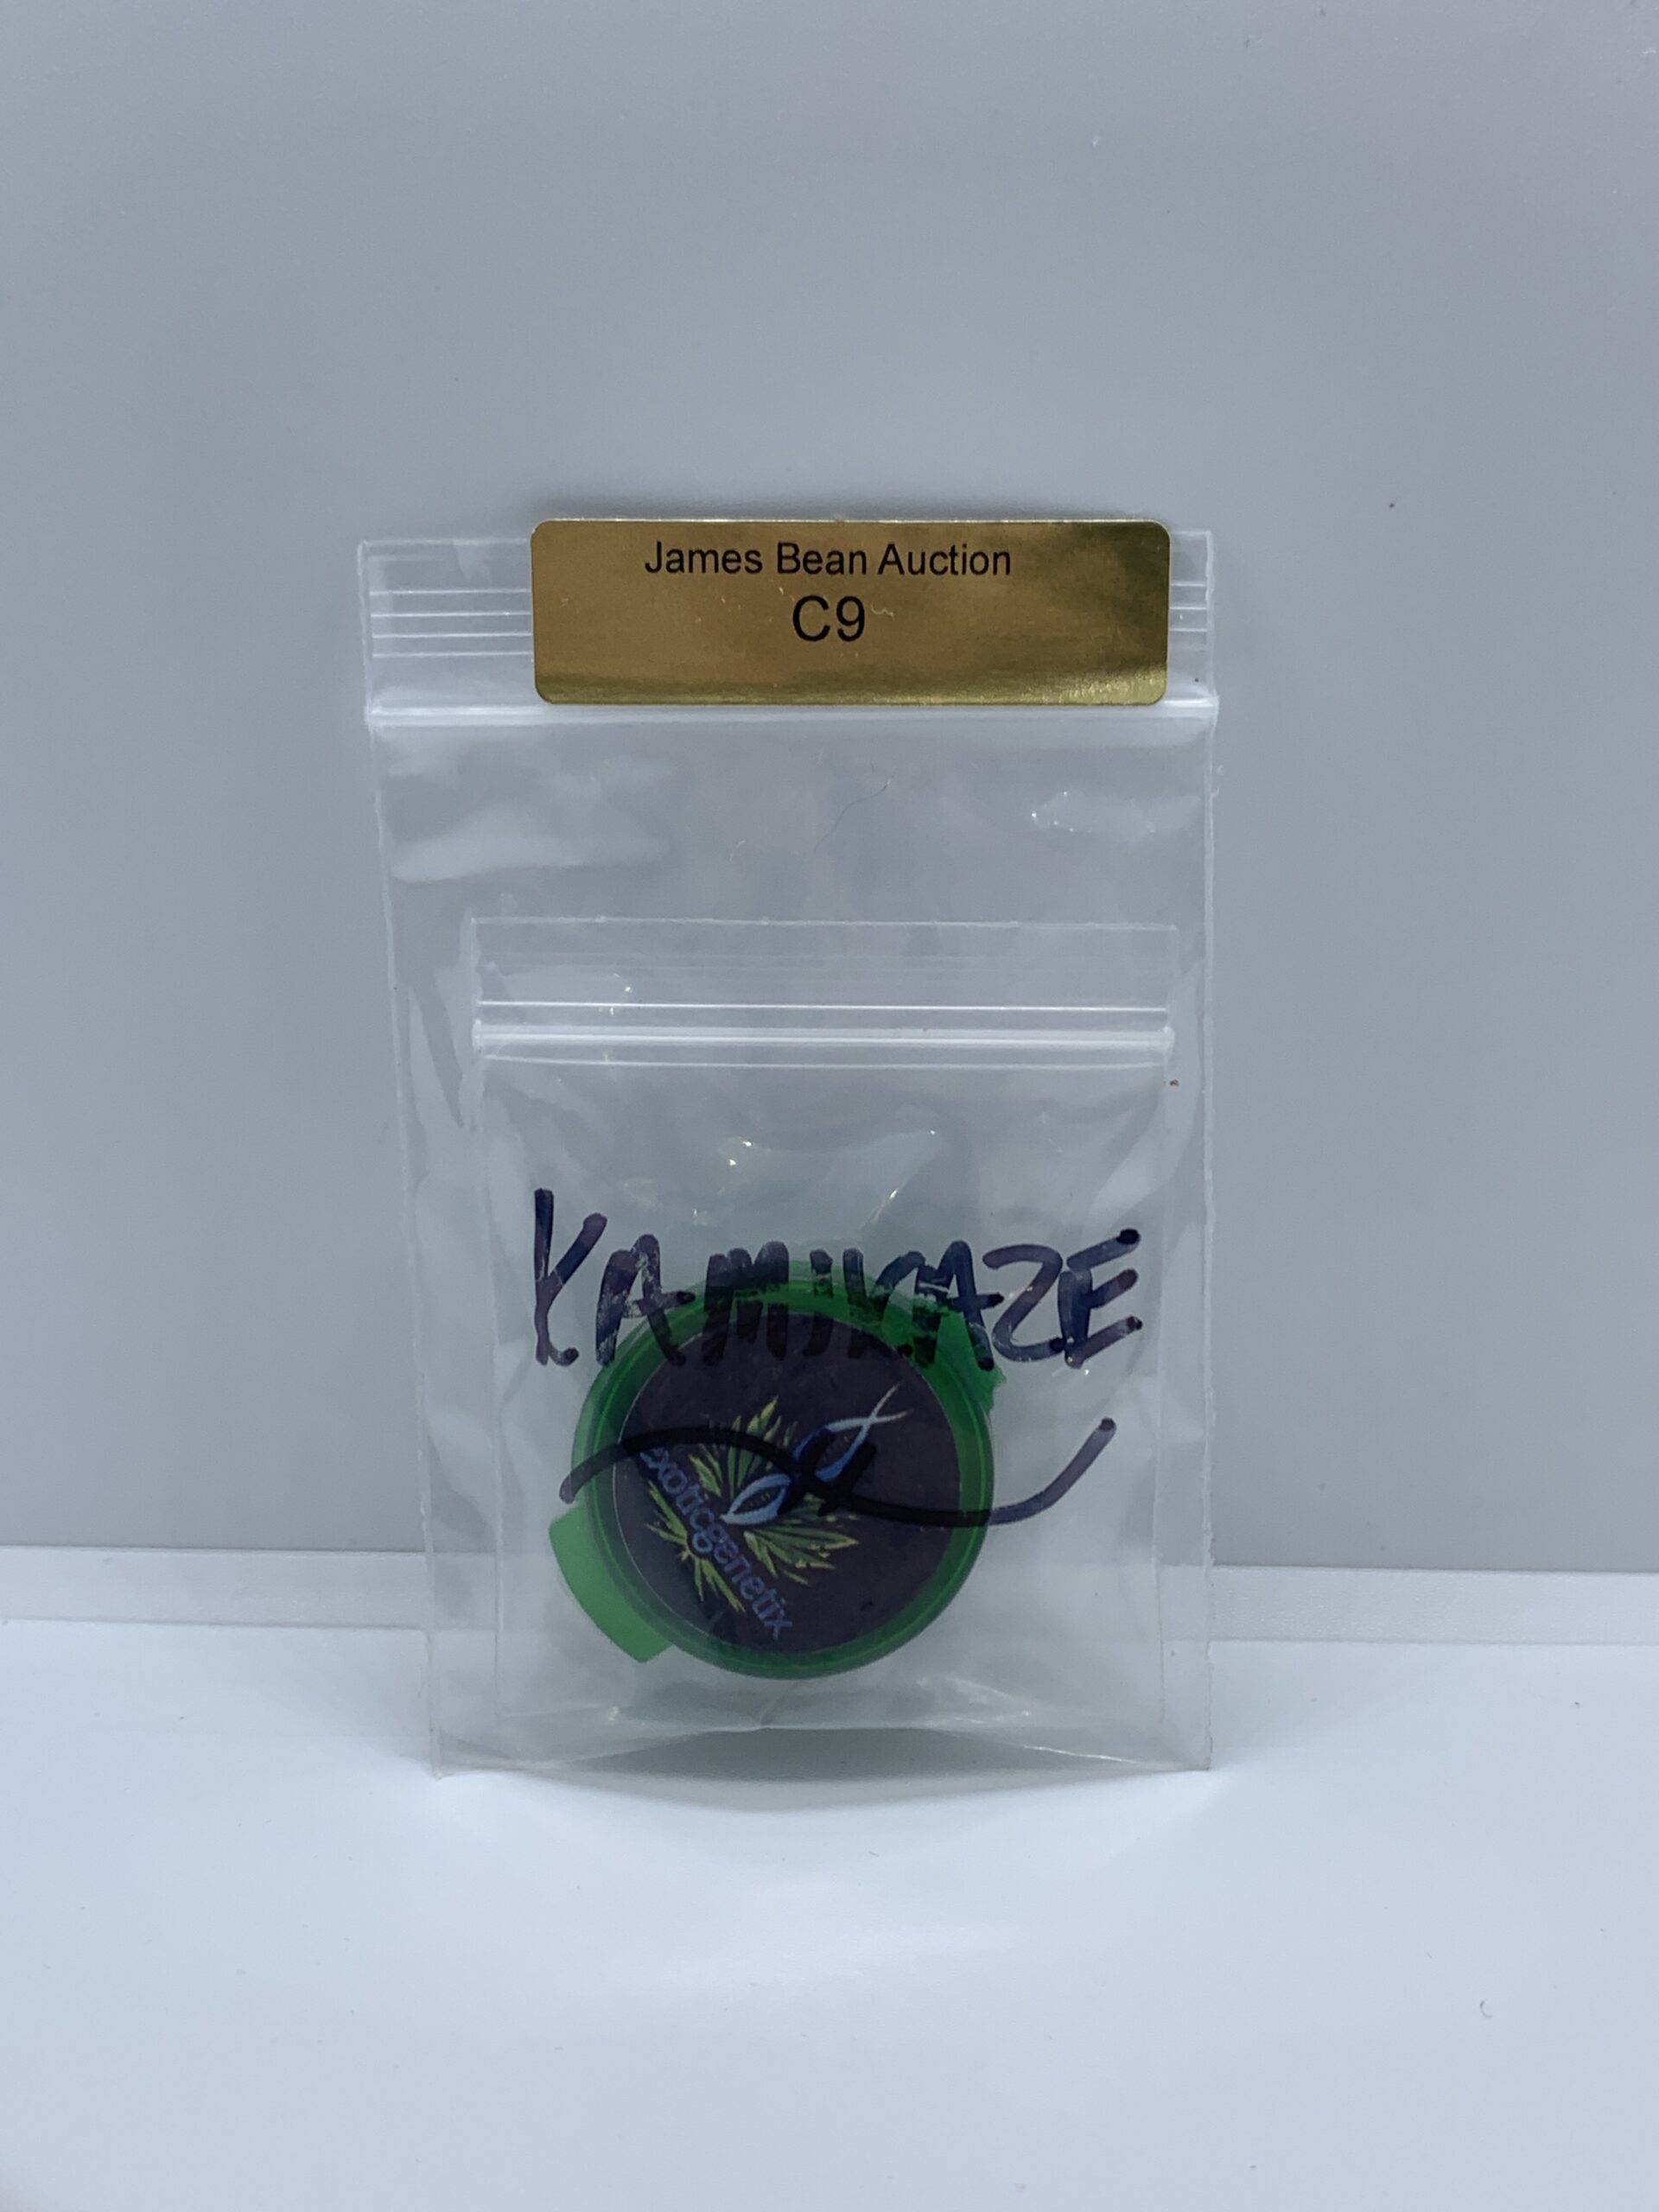 James Bean Auction
C9
KAMIKAZE
exoticgenetix